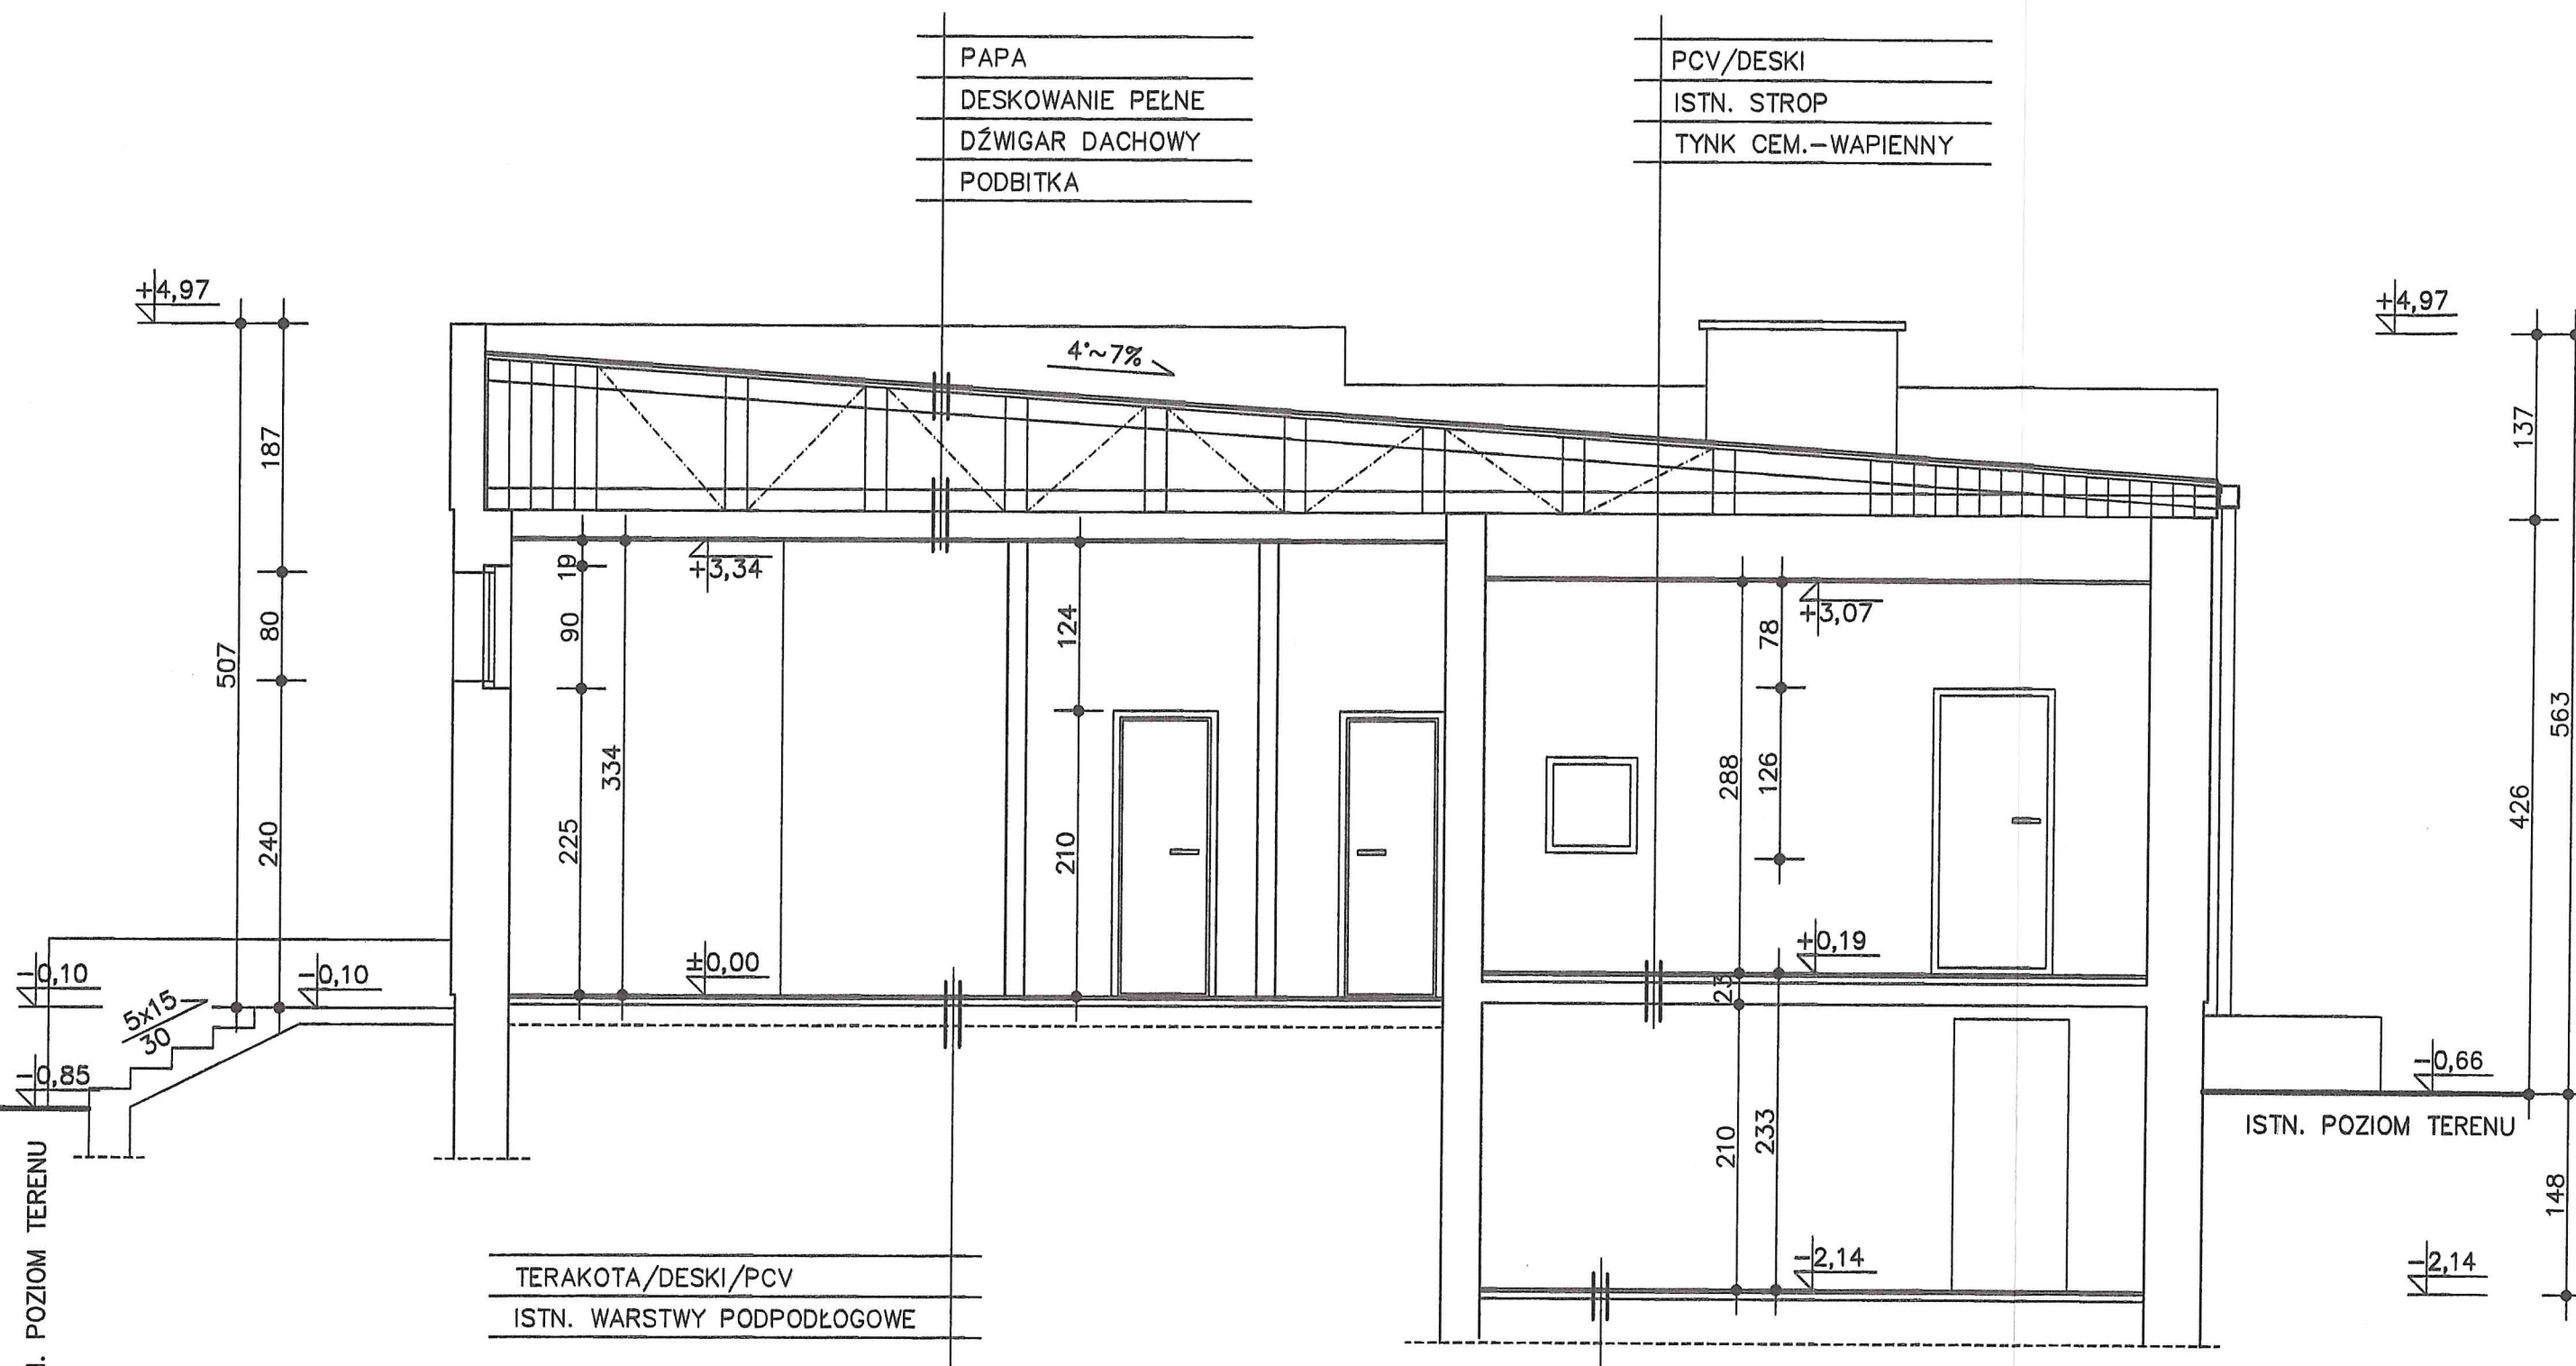 PAPA
DESKOWANIE PEŁNE
DŹWIGAR DACHOWY
PODBITKA
PCV/DESKI
ISTN. STROP
TYNK CEM.-WAPIENNY
+4,97
+4,97
4°~7%
187
137
19
+3,34
90
80
507
124
+3,07
78
334
288
126
563
426
225
240
210
±0,00
+0,19
-0,10
-0,10
23
5x15
30
-0,85
-0,66
ISTN. POZIOM TERENU
210
233
148
-2,14
-2,14
POZIOM TERENU
TERAKOTA/DESKI/PCV
ISTN. WARSTWY PODPODŁOGOWE